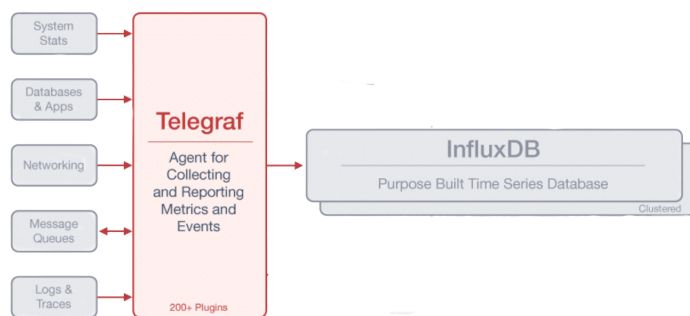 System
Stats
Databases
& Apps
Networking
Message
Queues
Logs &
Traces
Telegraf
Agent for
Collecting
and Reporting
Metrics and
Events
200+ Plugins
InfluxDB
Purpose Built Time Series Database
Clustered